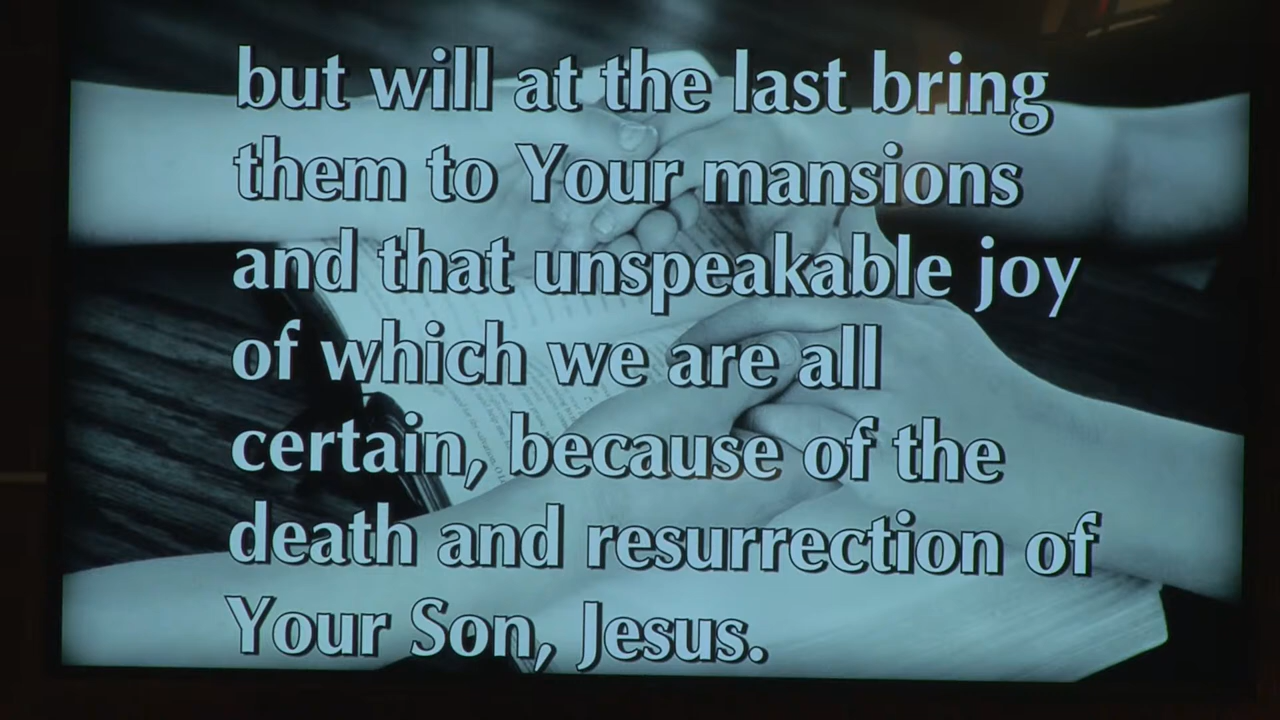 but will at the last bring
them to Your mansions
and that unspeakable joy
of which we are all
certain, because of the
death and resurrection of
Your Son, Jesus.